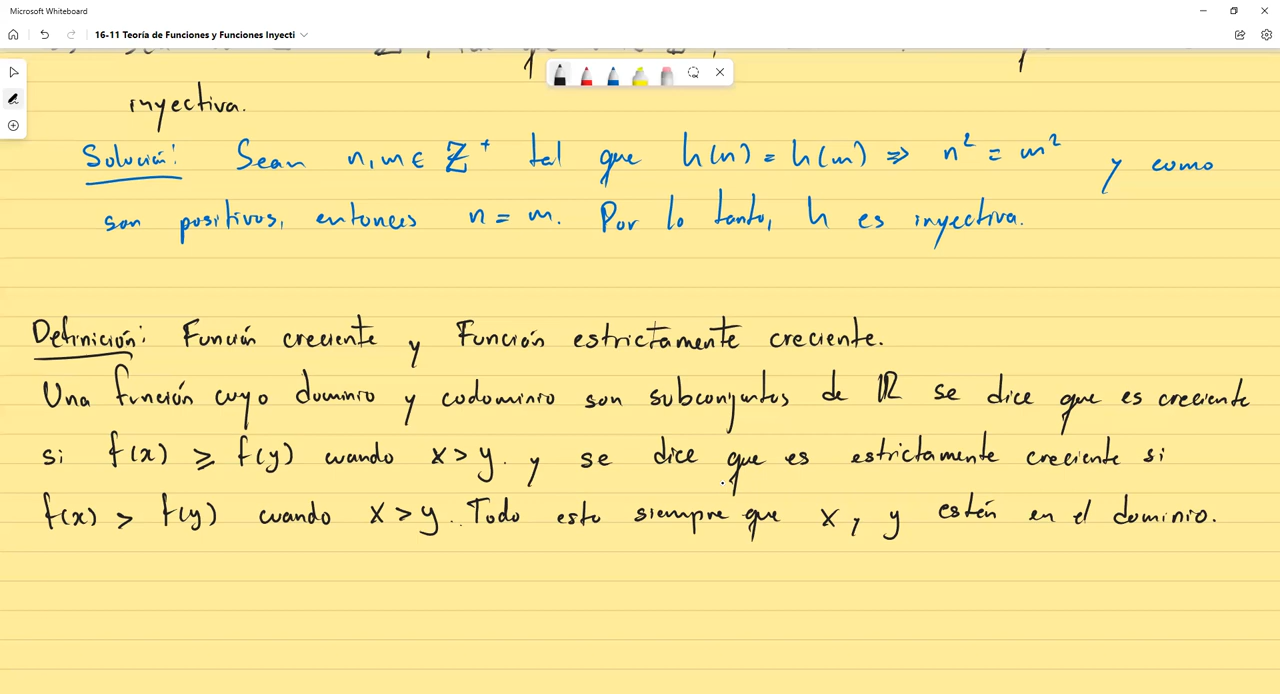 Microsoft Whiteboard
16-11 Teoría de Funciones y Funciones Inyecti
inyectiva.
Solución: Sean n, m ∈ ℤ⁺ tal que h(n) = h(m) ⇒ n² = m² y como
son positivos, entonces n = m. Por lo tanto, h es inyectiva.
Definición: Función creciente y Función estrictamente creciente.
Una función cuyo dominio y codominio son subconjuntos de ℝ se dice que es creciente
si f(x) ⩾ f(y) cuando x > y. y se dice que es estrictamente creciente si
f(x) > f(y) cuando x > y. Todo esto siempre que x, y estén en el dominio.